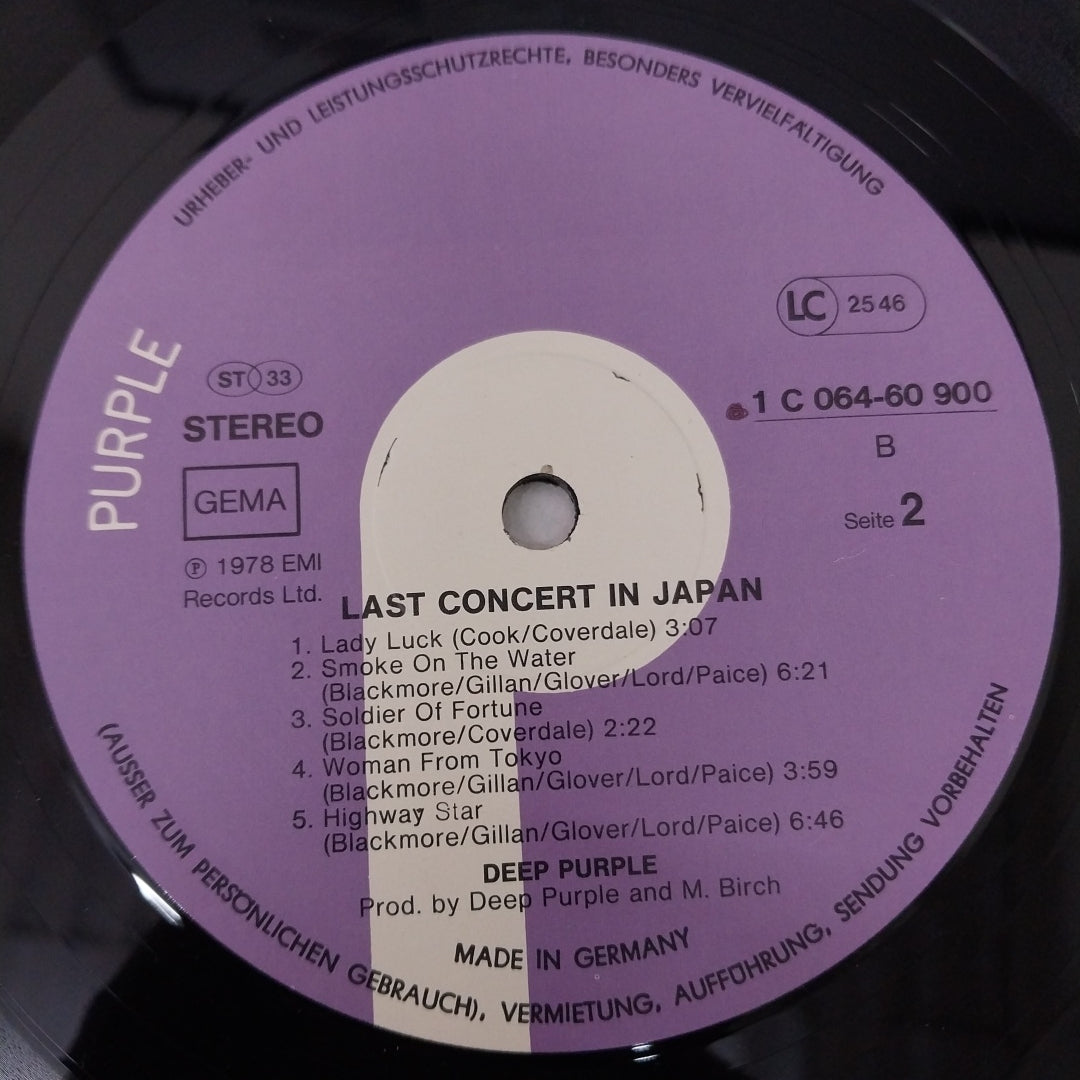 URHEBER- UND LEISTUNGSSCHUTZRECHTE, BESONDERS VERVIELFÄLTIGUNG
LC 2546
PURPLE
ST 33
STEREO
GEMA
1 C 064-60 900
B
Seite 2
Ⓟ 1978 EMI
Records Ltd.
LAST CONCERT IN JAPAN
1. Lady Luck (Cook/Coverdale) 3:07
2. Smoke On The Water
(Blackmore/Gillan/Glover/Lord/Paice) 6:21
3. Soldier Of Fortune
(Blackmore/Coverdale) 2:22
4. Woman From Tokyo
(Blackmore/Gillan/Glover/Lord/Paice) 3:59
5. Highway Star
(Blackmore/Gillan/Glover/Lord/Paice) 6:46
DEEP PURPLE
Prod. by Deep Purple and M. Birch
MADE IN GERMANY
(AUSSER ZUM PERSÖNLICHEN GEBRAUCH), VERMIETUNG, AUFFÜHRUNG, SENDUNG VORBEHALTEN